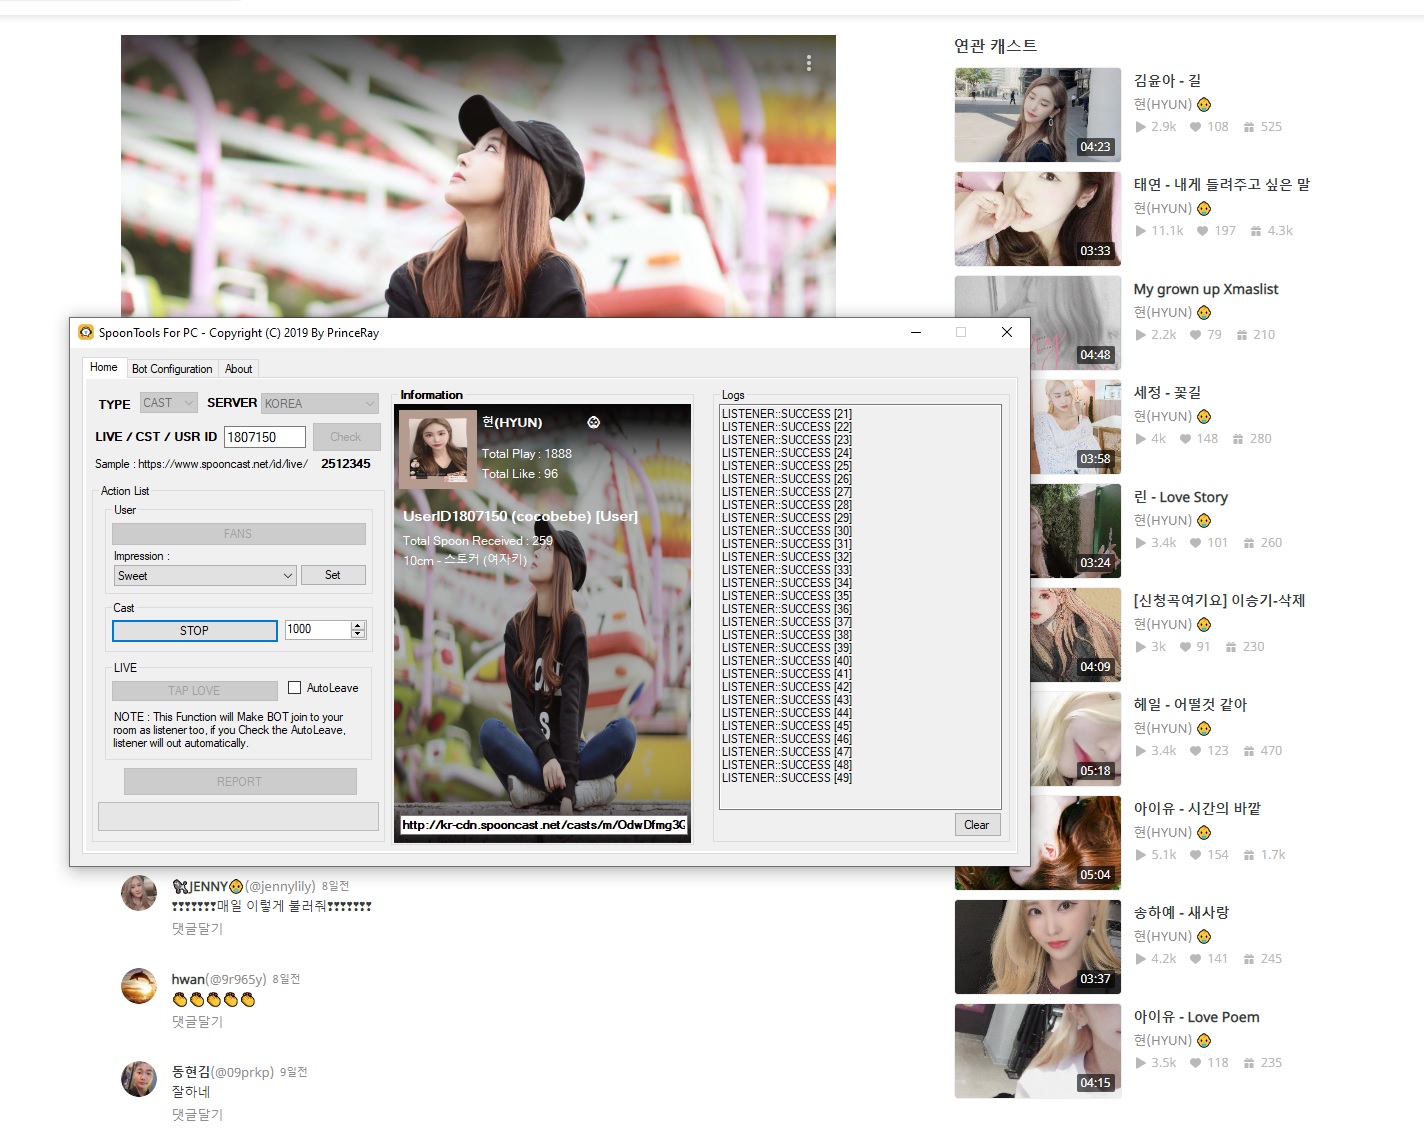 연관 캐스트
김윤아 - 길
현(HYUN)
2.9k 108 525
04:23
태연 - 내게 들려주고 싶은 말
현(HYUN)
11.1k 197 4.3k
03:33
My grown up Xmaslist
현(HYUN)
2.2k 79 210
04:48
세정 - 꽃길
현(HYUN)
4k 148 280
03:58
린 - Love Story
현(HYUN)
3.4k 101 260
03:24
[신청곡여기요] 이승기-삭제
현(HYUN)
3k 91 230
04:09
헤일 - 어떨것 같아
현(HYUN)
3.4k 123 470
05:18
아이유 - 시간의 바깥
현(HYUN)
5.1k 154 1.7k
05:04
송하예 - 새사랑
현(HYUN)
4.2k 141 245
03:37
아이유 - Love Poem
현(HYUN)
3.5k 118 235
04:15
SpoonTools For PC - Copyright (C) 2019 By PrinceRay
Home Bot Configuration About
TYPE CAST SERVER KOREA
LIVE / CST / USR ID 1807150 Check
Sample : https://www.spooncast.net/id/live/ 2512345
Action List
User
FANS
Impression :
Sweet Set
Cast
STOP 1000
LIVE
TAP LOVE AutoLeave
NOTE : This Function will Make BOT join to your
room as listener too, if you Check the AutoLeave,
listener will out automatically.
REPORT
Information
현(HYUN)
Total Play : 1888
Total Like : 96
UserID1807150 (cocobebe) [User]
Total Spoon Received : 259
10cm - 스토커 (여자키)
http://kr-cdn.spooncast.net/casts/m/OdwDfmg3
Logs
LISTENER::SUCCESS [21]
LISTENER::SUCCESS [22]
LISTENER::SUCCESS [23]
LISTENER::SUCCESS [24]
LISTENER::SUCCESS [25]
LISTENER::SUCCESS [26]
LISTENER::SUCCESS [27]
LISTENER::SUCCESS [28]
LISTENER::SUCCESS [29]
LISTENER::SUCCESS [30]
LISTENER::SUCCESS [31]
LISTENER::SUCCESS [32]
LISTENER::SUCCESS [33]
LISTENER::SUCCESS [34]
LISTENER::SUCCESS [35]
LISTENER::SUCCESS [36]
LISTENER::SUCCESS [37]
LISTENER::SUCCESS [38]
LISTENER::SUCCESS [39]
LISTENER::SUCCESS [40]
LISTENER::SUCCESS [41]
LISTENER::SUCCESS [42]
LISTENER::SUCCESS [43]
LISTENER::SUCCESS [44]
LISTENER::SUCCESS [45]
LISTENER::SUCCESS [46]
LISTENER::SUCCESS [47]
LISTENER::SUCCESS [48]
LISTENER::SUCCESS [49]
Clear
JENNY(@jennylily) 8일전
❣❣❣❣❣❣❣매일 이렇게 불러줘❣❣❣❣❣❣❣
댓글달기
hwan(@9r965y) 8일전
👏👏👏👏👏
댓글달기
동현김(@09prkp) 9일전
잘하네
댓글달기